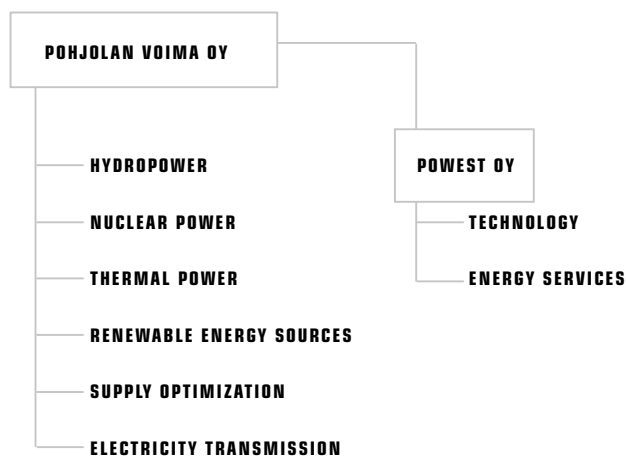 POHJOLAN VOIMA OY
HYDROPOWER
NUCLEAR POWER
THERMAL POWER
RENEWABLE ENERGY SOURCES
SUPPLY OPTIMIZATION
ELECTRICITY TRANSMISSION
POWEST OY
TECHNOLOGY
ENERGY SERVICES